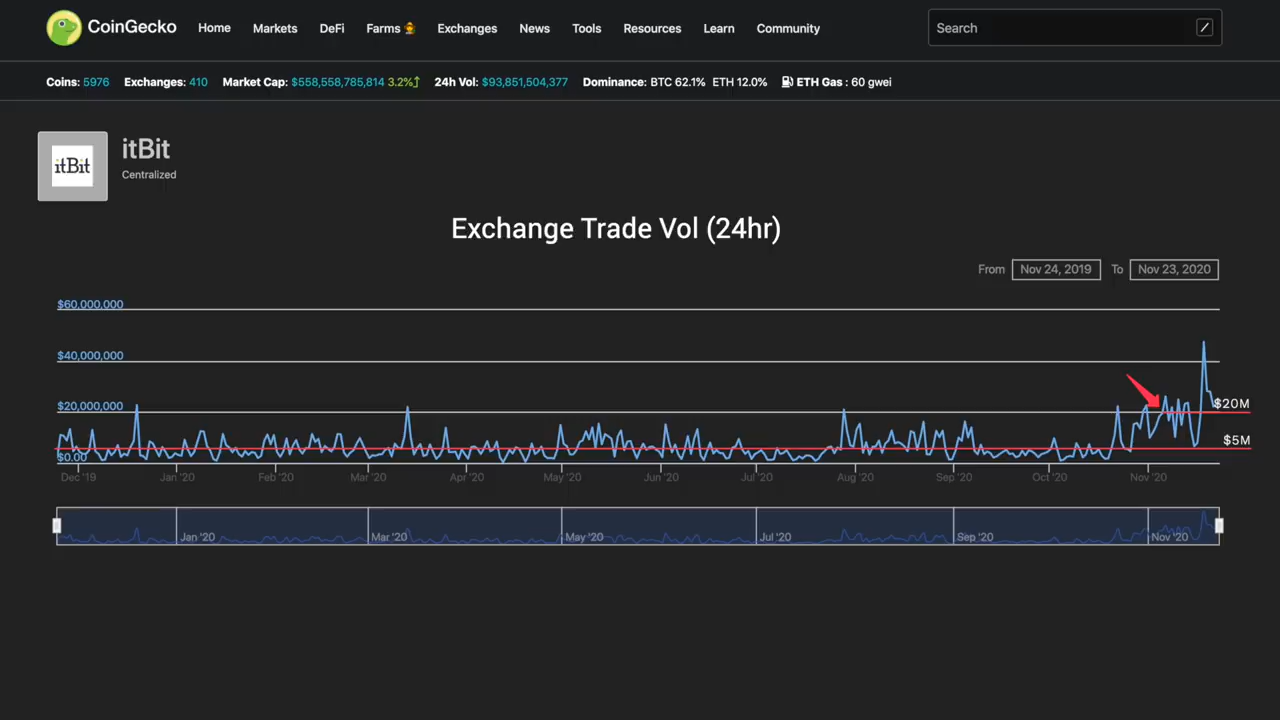 CoinGecko Home Markets DeFi Farms Exchanges News Tools Resources Learn Community Search /
Coins: 5976 Exchanges: 410 Market Cap: $558,558,785,814 3.2% 24h Vol: $93,851,504,377 Dominance: BTC 62.1% ETH 12.0% ETH Gas : 60 gwei
itBit
itBit
Centralized
Exchange Trade Vol (24hr)
From Nov 24, 2019 To Nov 23, 2020
$60,000,000
$40,000,000
$20,000,000 $20M
$5M
$0.00
Dec '19 Jan '20 Feb '20 Mar '20 Apr '20 May '20 Jun '20 Jul '20 Aug '20 Sep '20 Oct '20 Nov '20
Jan '20 Mar '20 May '20 Jul '20 Sep '20 Nov '20